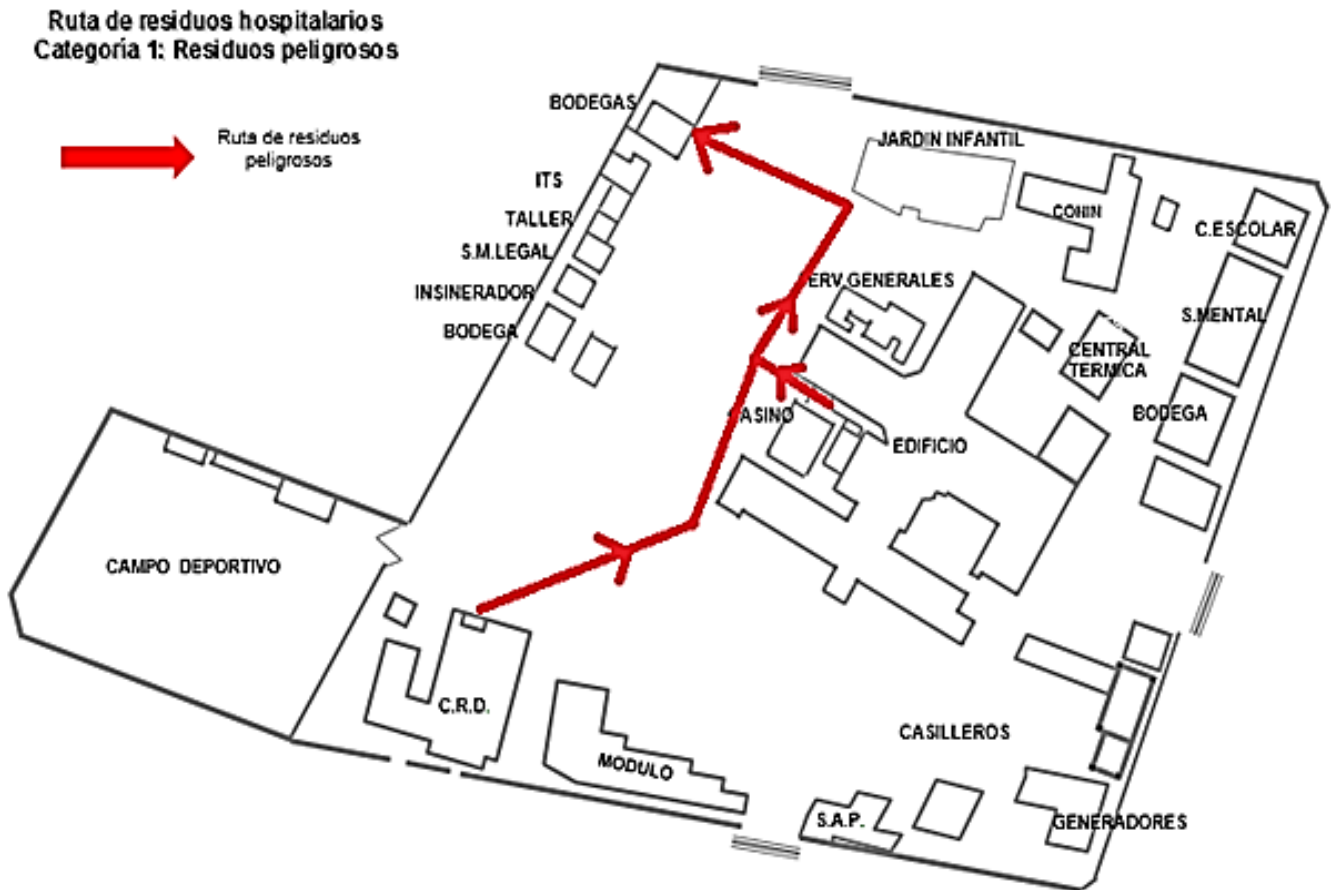 Ruta de residuos hospitalarios
Categoría 1: Residuos peligrosos
Ruta de residuos
peligrosos
BODEGAS
JARDIN INFANTIL
ITS
CONIN
TALLER
C.ESCOLAR
S.M.LEGAL
ERV.GENERALES
INSINERADOR
S.MENTAL
BODEGA
CENTRAL
TERMICA
CASINO
BODEGA
EDIFICIO
CAMPO DEPORTIVO
C.R.D.
CASILLEROS
MODULO
S.A.P.
GENERADORES